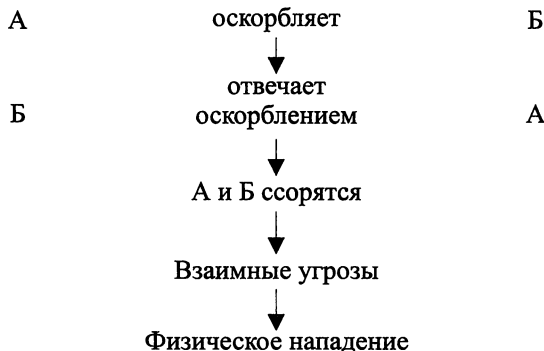 А оскорбляет Б
отвечает
Б оскорблением А
А и Б ссорятся
Взаимные угрозы
Физическое нападение